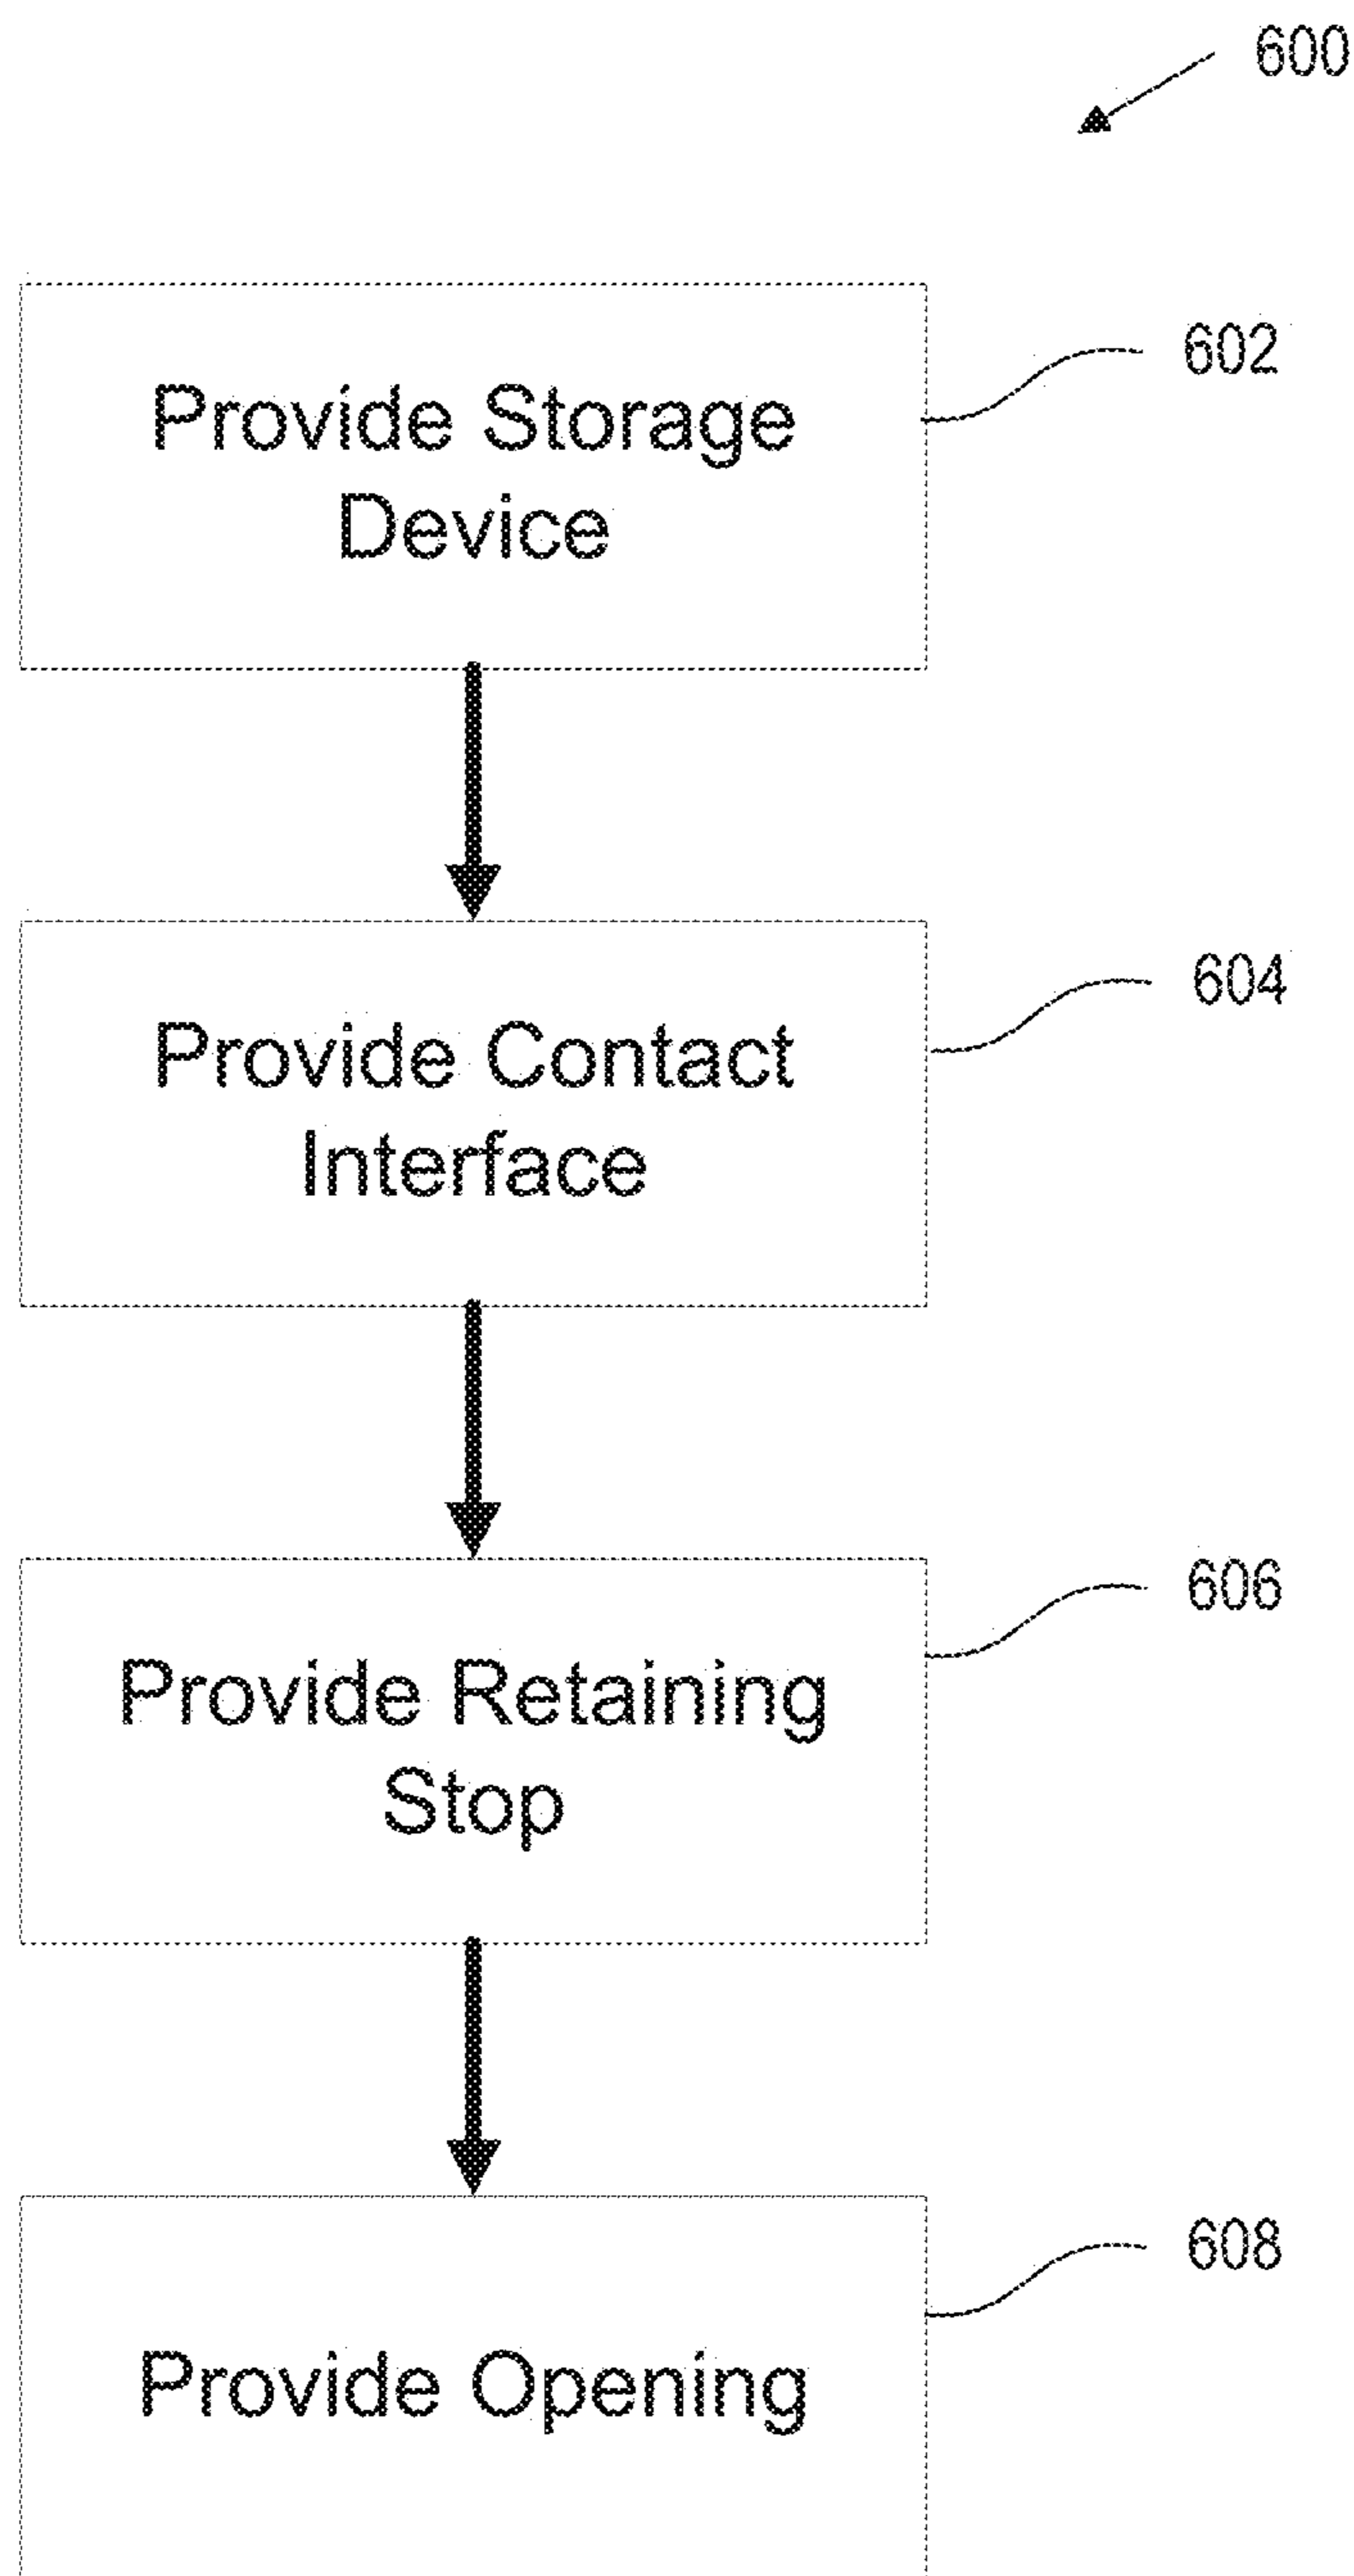 600
Provide Storage
Device
602
Provide Contact
Interface
604
Provide Retaining
Stop
606
Provide Opening
608